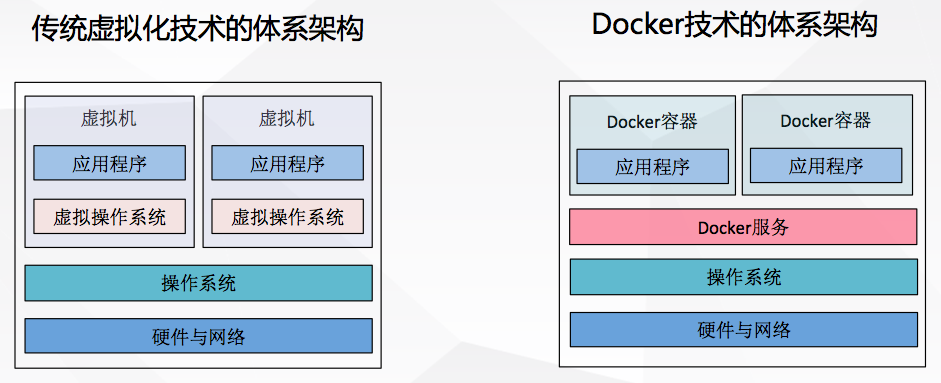 传统虚拟化技术的体系架构
虚拟机
虚拟机
应用程序
应用程序
虚拟操作系统
虚拟操作系统
操作系统
硬件与网络
Docker技术的体系架构
Docker容器
Docker容器
应用程序
应用程序
Docker服务
操作系统
硬件与网络